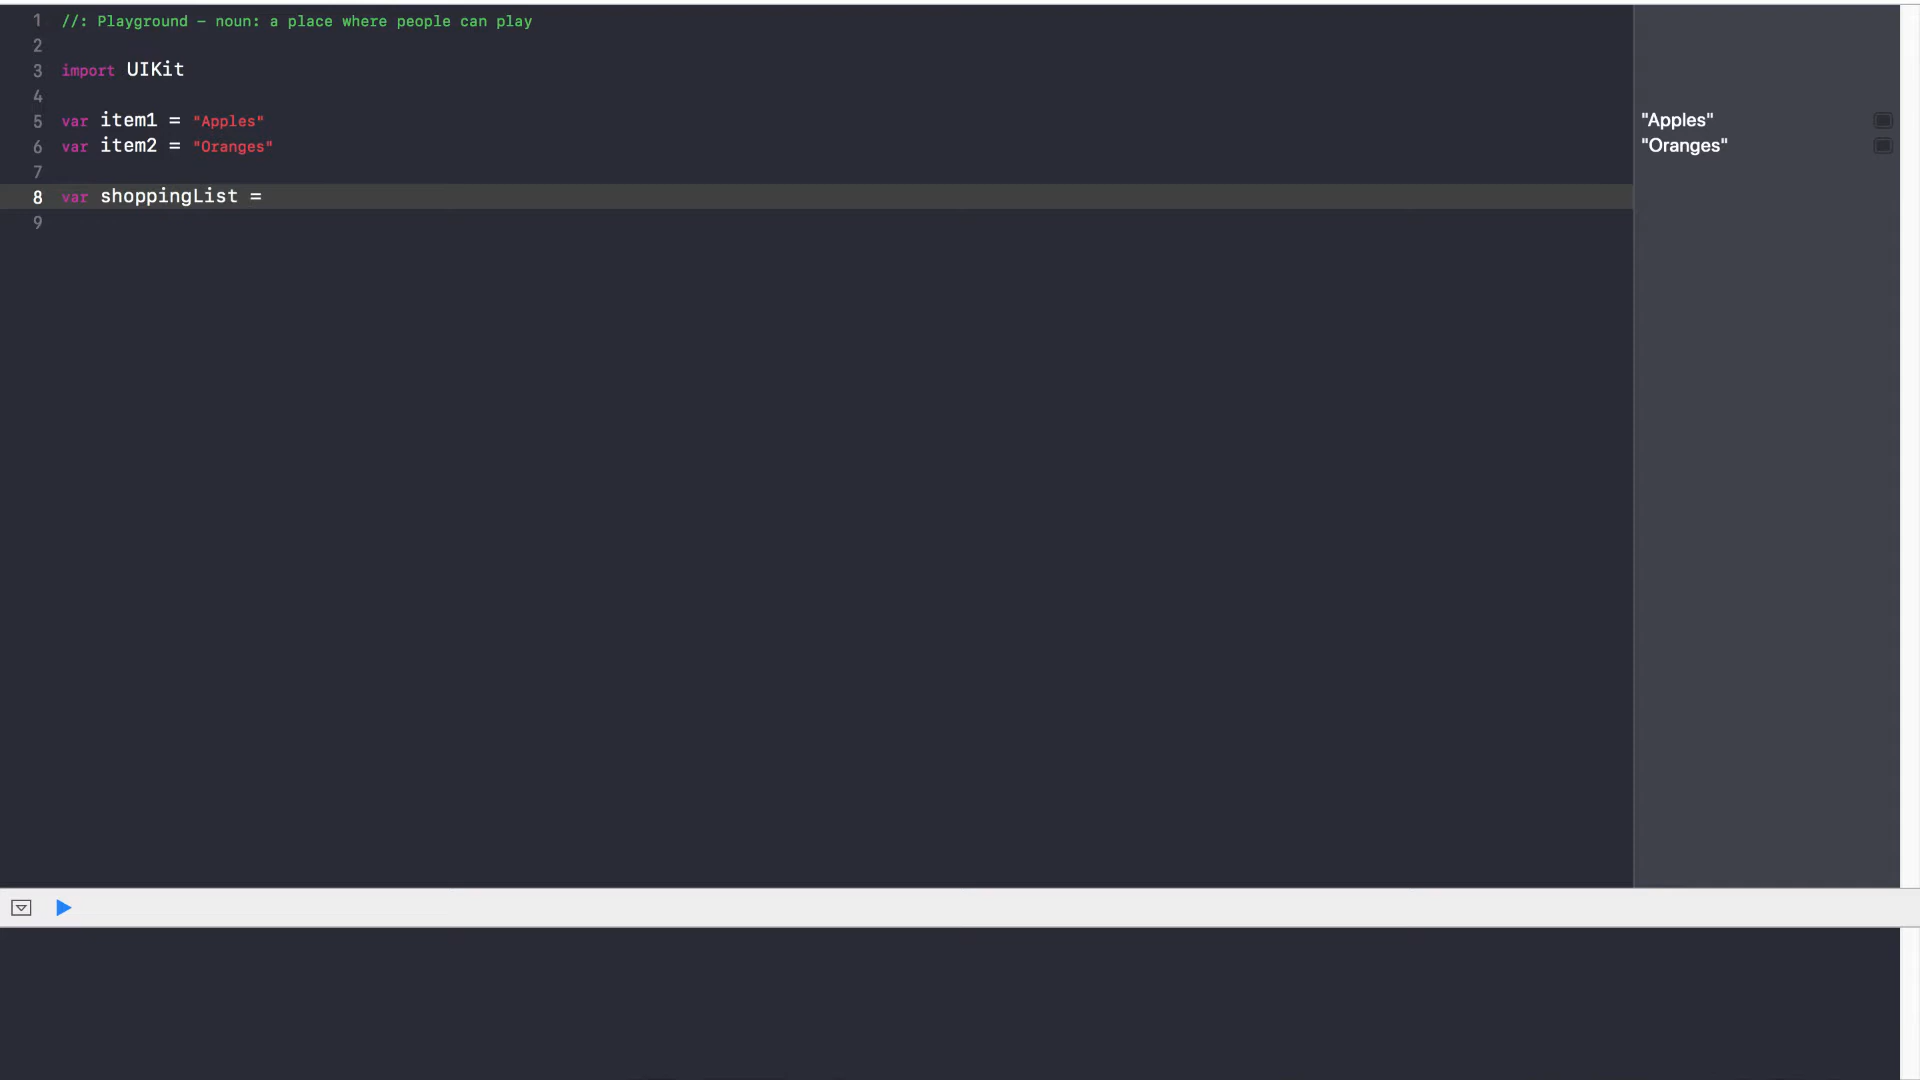 1 //: Playground - noun: a place where people can play
2
3 import UIKit
4
5 var item1 = "Apples" "Apples"
6 var item2 = "Oranges" "Oranges"
7
8 var shoppingList =
9